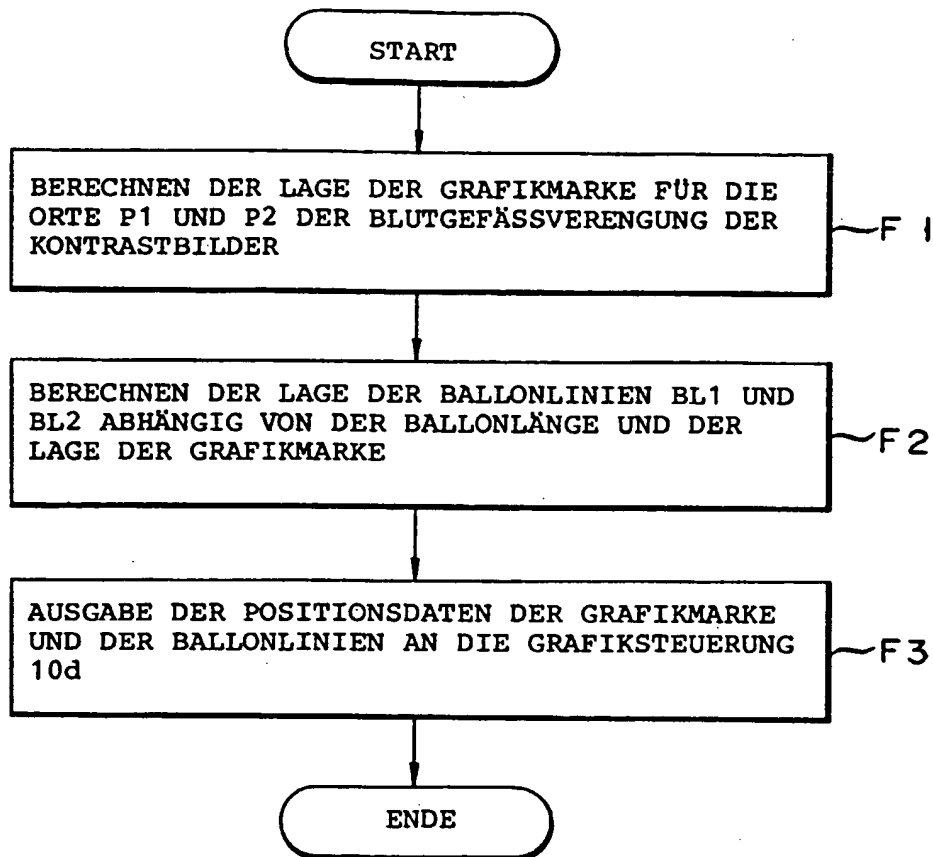 START
BERECHNEN DER LAGE DER GRAFIKMARKE FÜR DIE
ORTE P1 UND P2 DER BLUTGEFÄSSVERENGUNG DER
KONTRASTBILDER
F 1
BERECHNEN DER LAGE DER BALLONLINIEN BL1 UND
BL2 ABHÄNGIG VON DER BALLONLÄNGE UND DER
LAGE DER GRAFIKMARKE
F2
AUSGABE DER POSITIONSDATEN DER GRAFIKMARKE
UND DER BALLONLINIEN AN DIE GRAFIKSTEUERUNG
10d
F3
ENDE